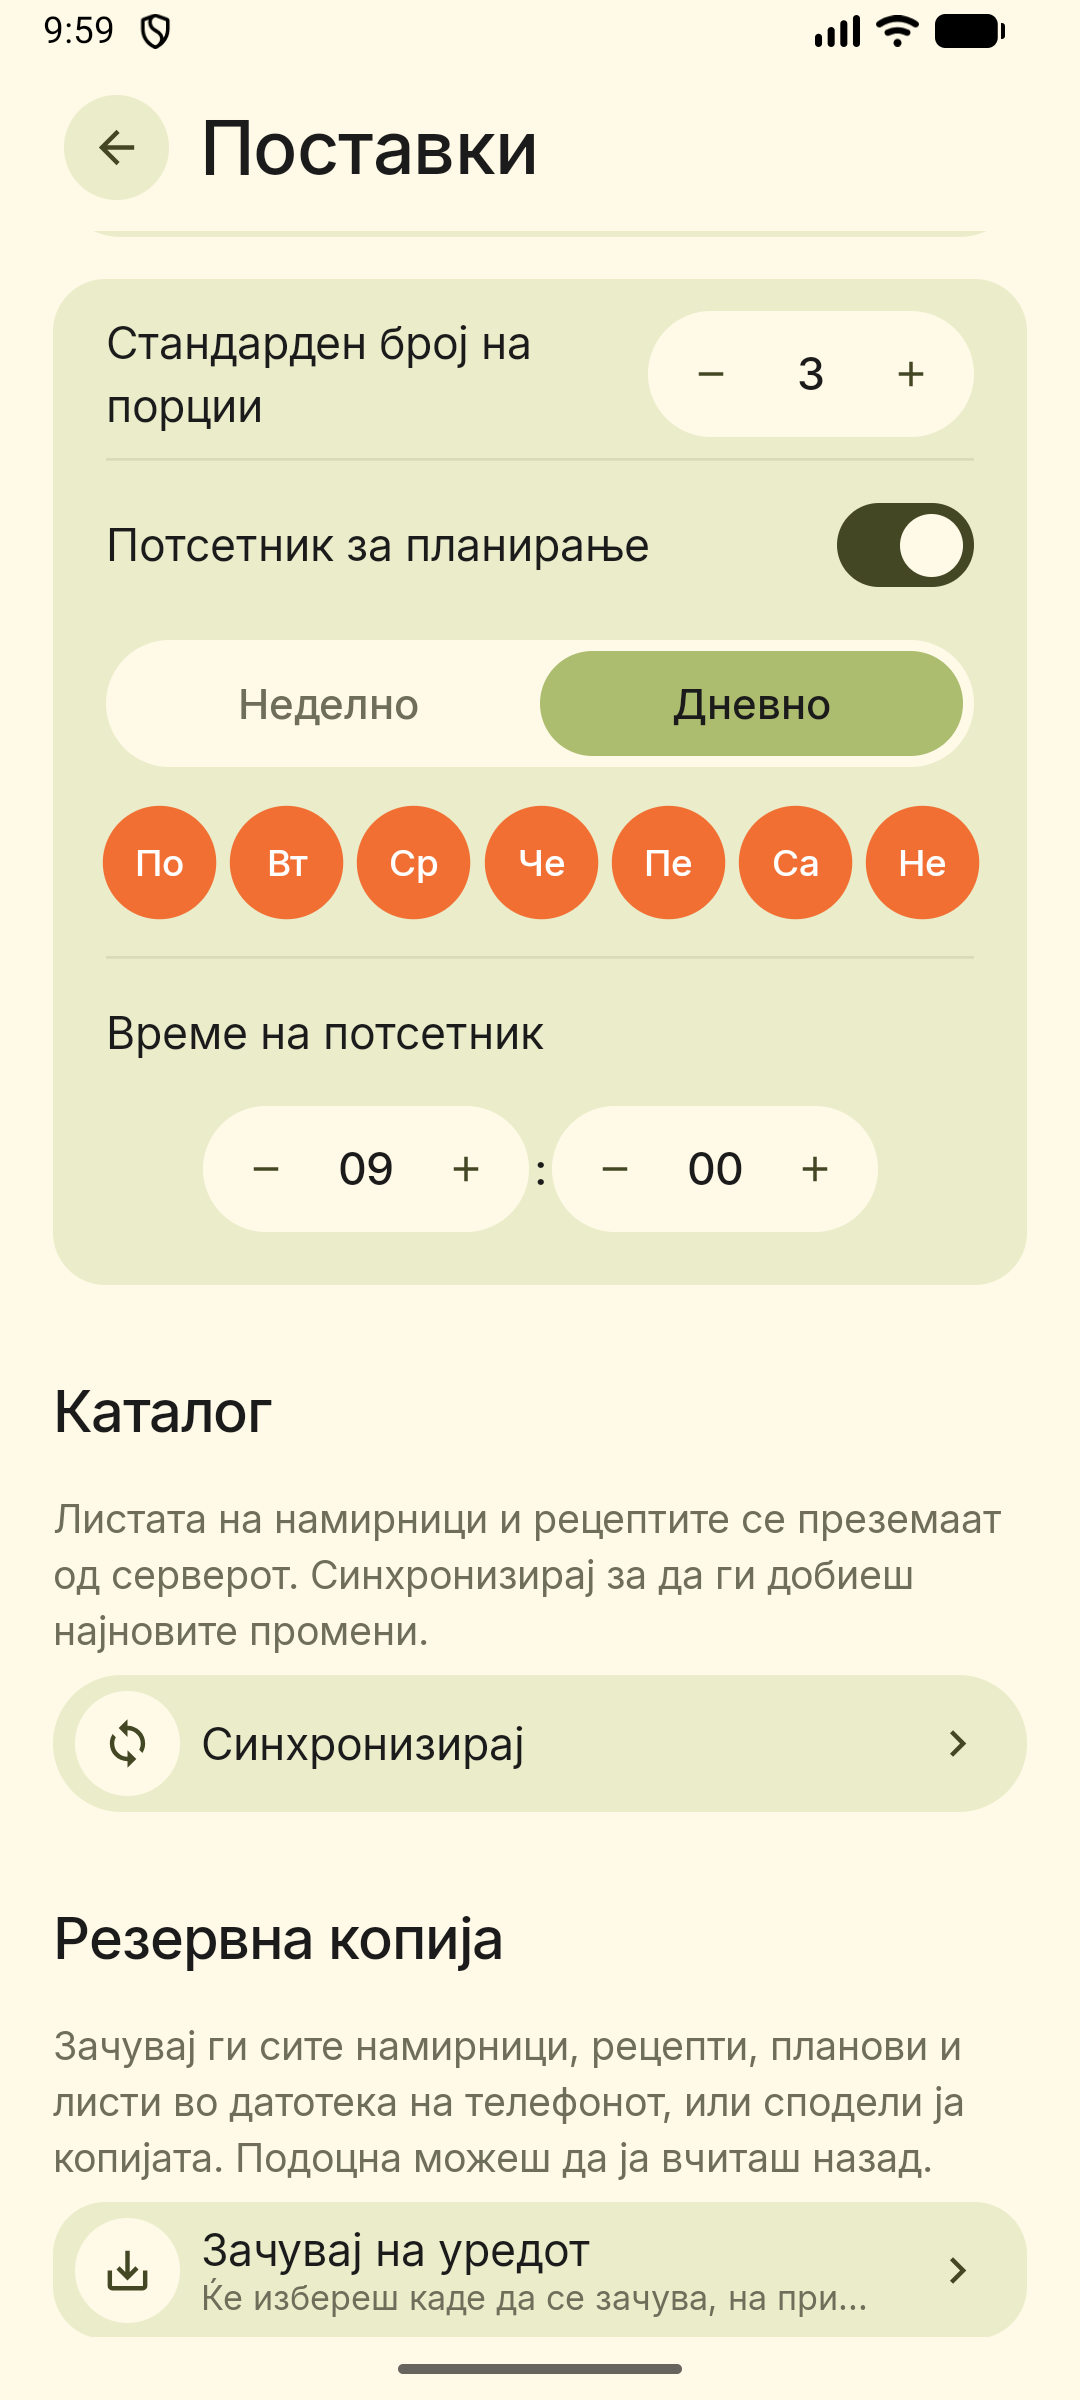 9:59
Поставки
Стандарден број на
порции
− 3 +
Потсетник за планирање
Неделно Дневно
По Вт Ср Че Пе Са Не
Време на потсетник
− 09 + : − 00 +
Каталог
Листата на намирници и рецептите се преземаат
од серверот. Синхронизирај за да ги добиеш
најновите промени.
Синхронизирај
Резервна копија
Зачувај ги сите намирници, рецепти, планови и
листи во датотека на телефонот, или сподели ја
копијата. Подоцна можеш да ја вчиташ назад.
Зачувај на уредот
Ќе избереш каде да се зачува, на при...